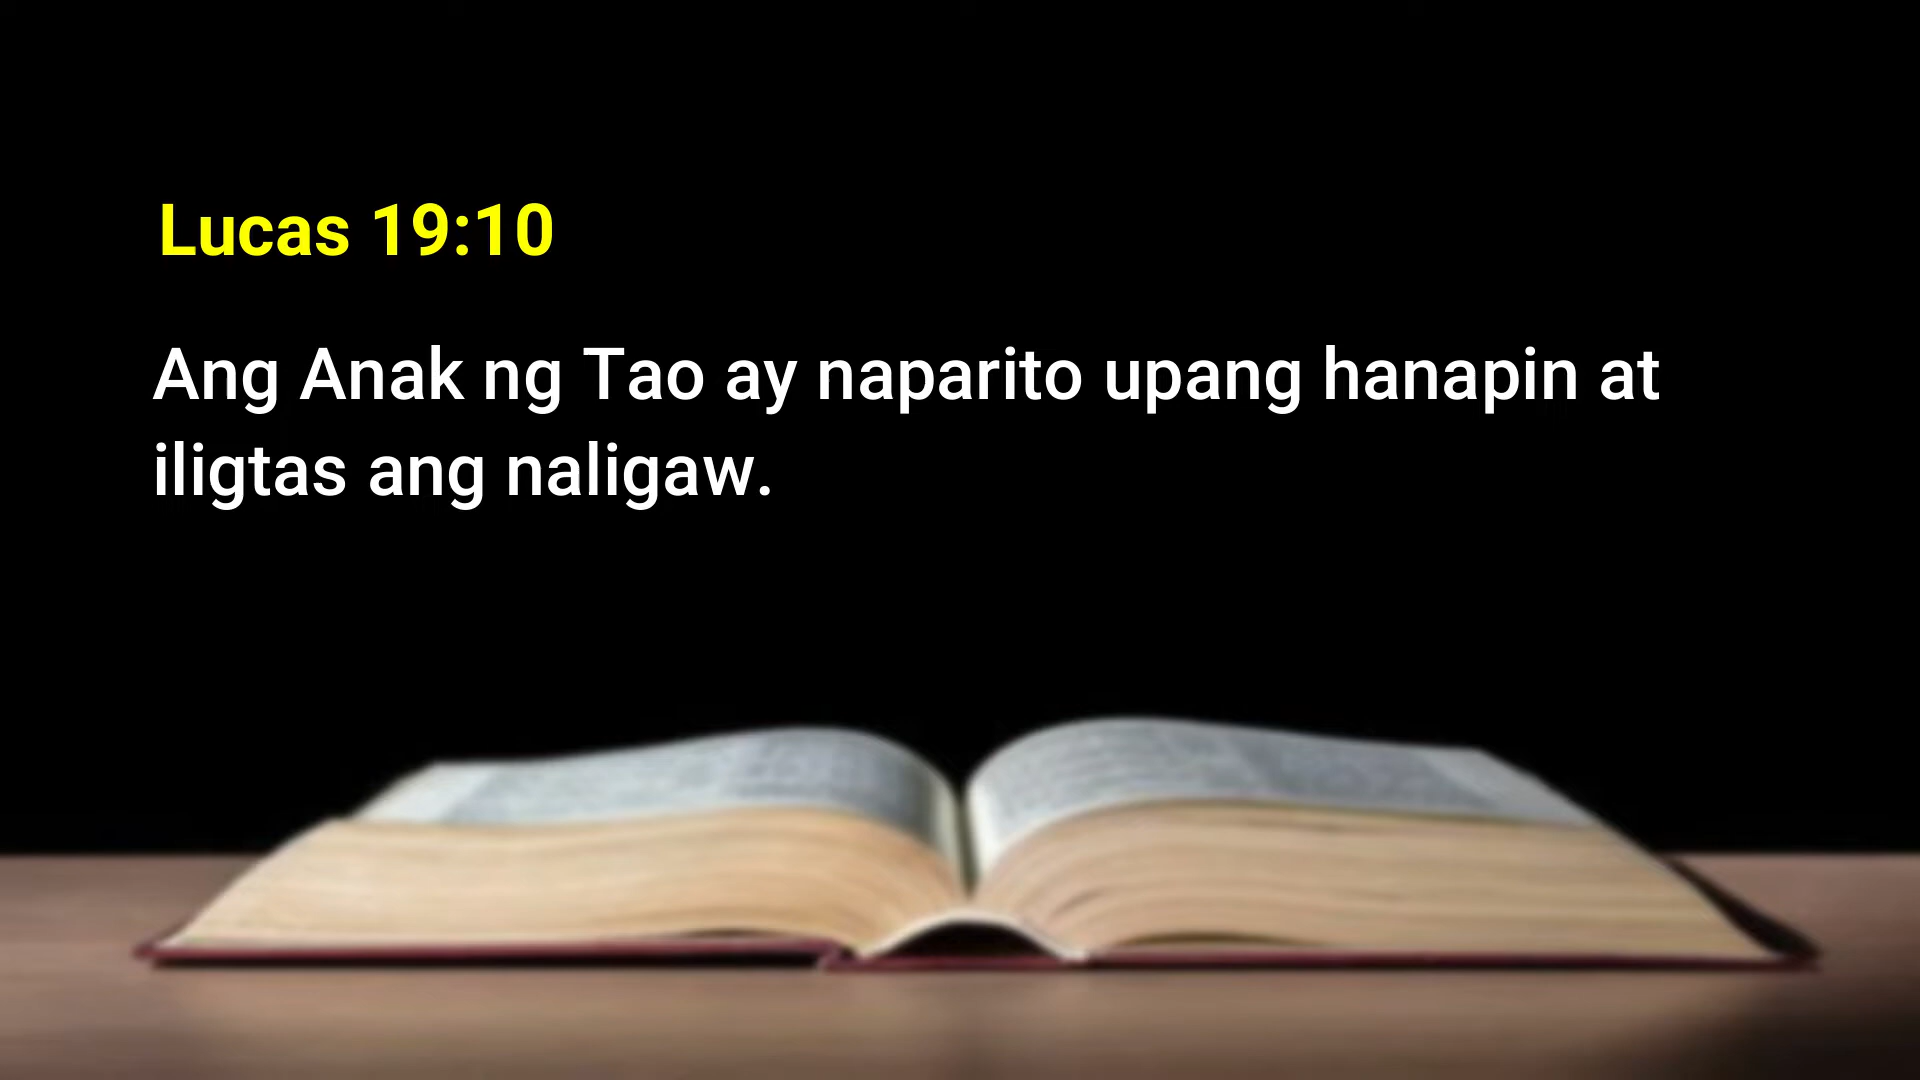 Lucas 19:10
Ang Anak ng Tao ay naparito upang hanapin at
iligtas ang naligaw.